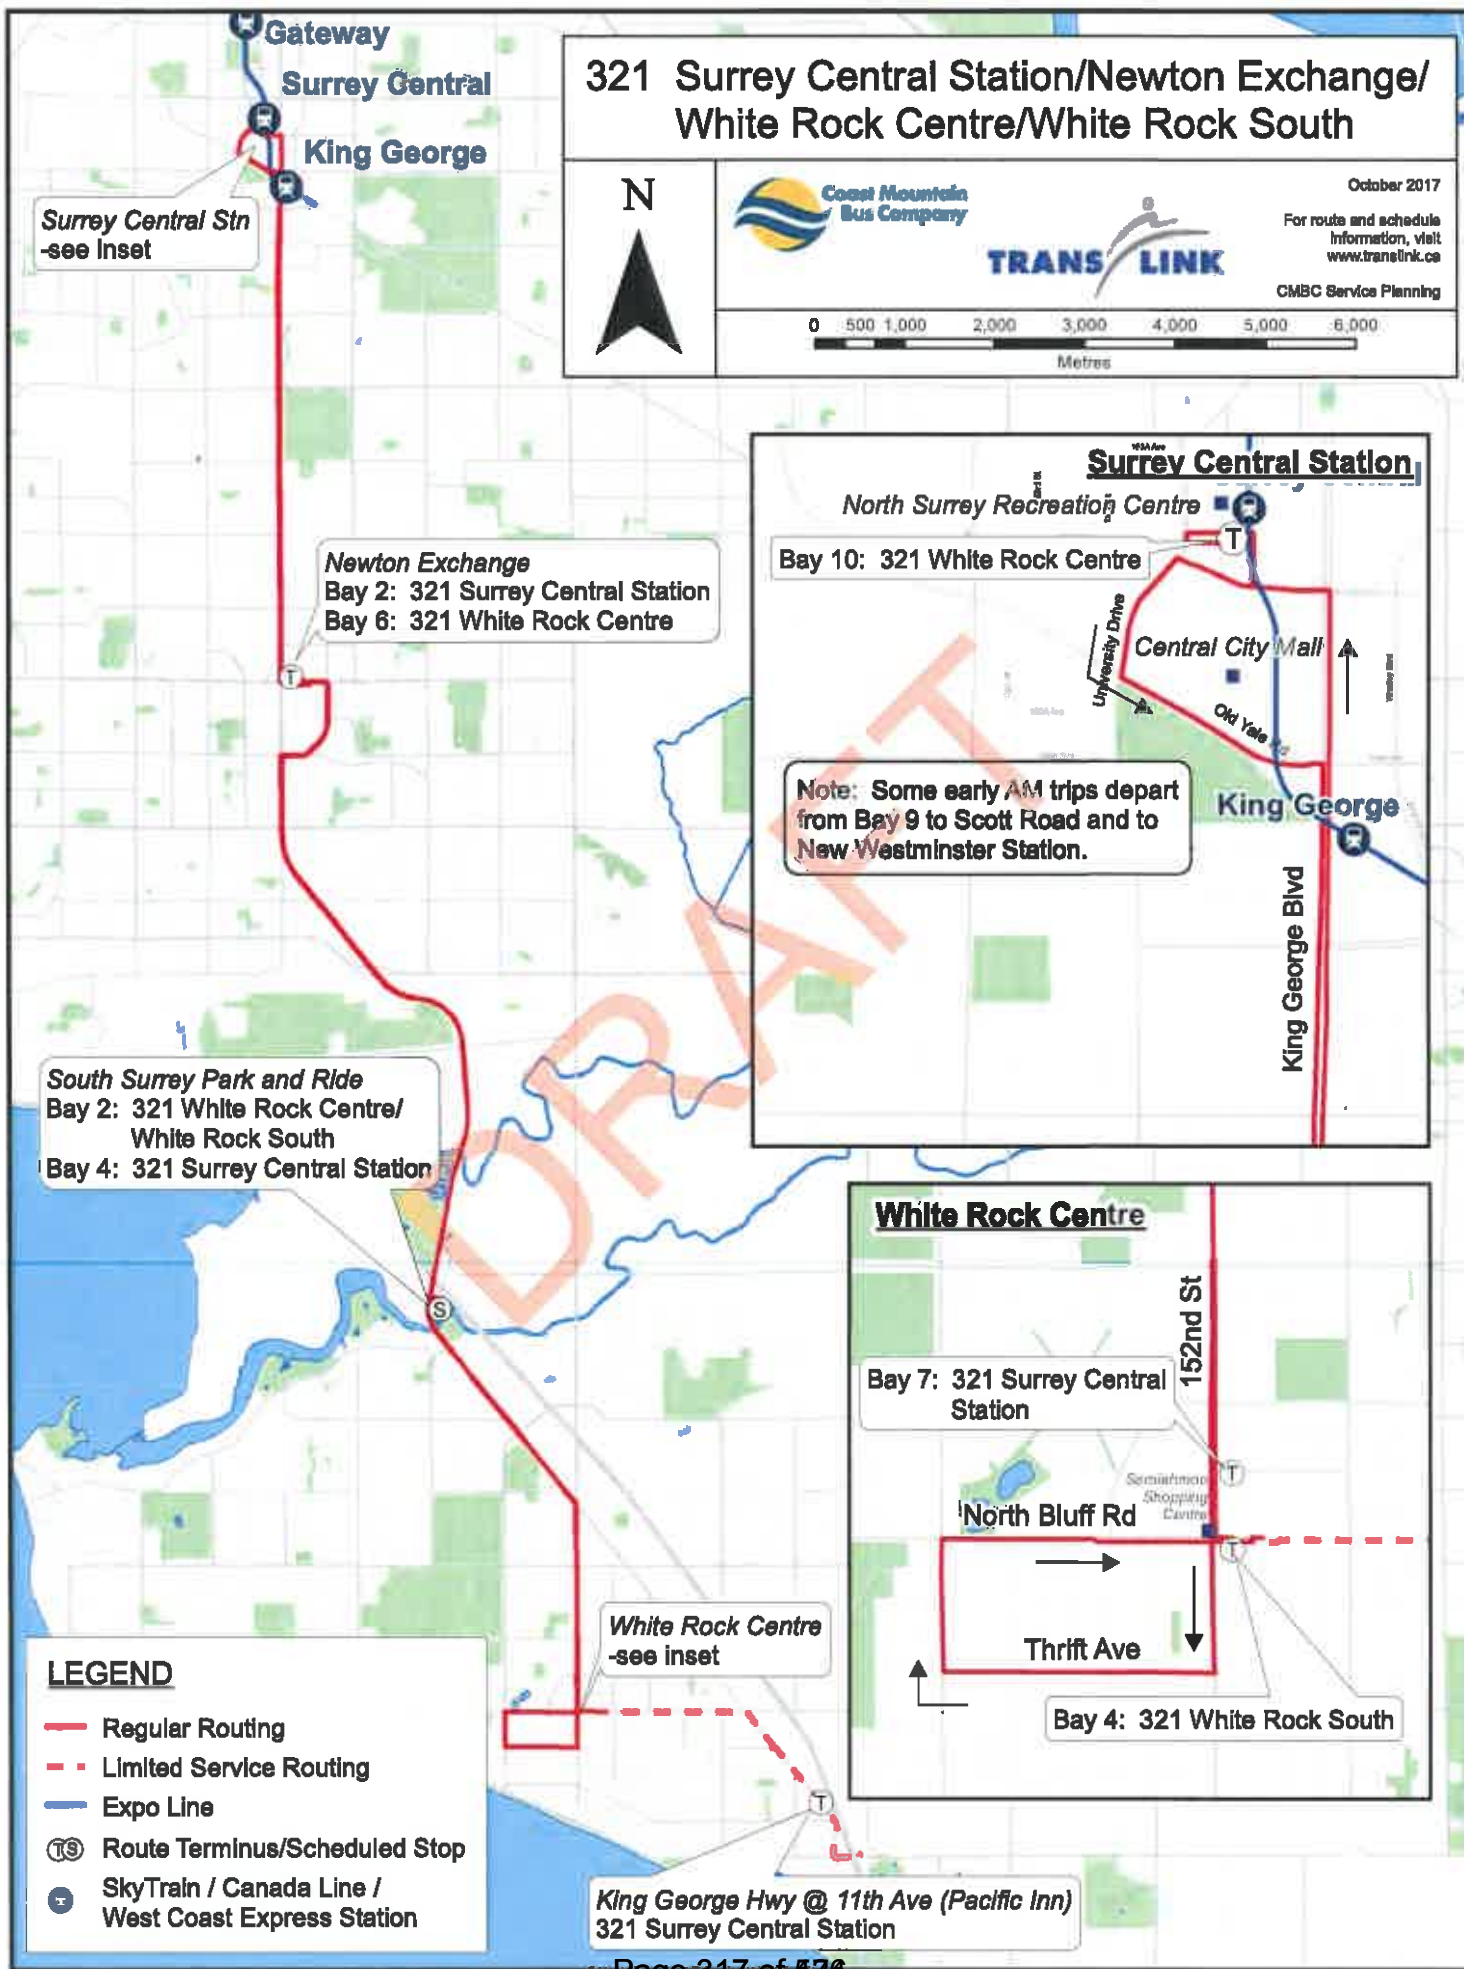 Gateway
Surrey Central
King George
Surrey Central Stn
-see Inset
321 Surrey Central Station/Newton Exchange/
White Rock Centre/White Rock South
N
Coast Mountain
Bus Company
TRANS LINK
October 2017
For route and schedule
information, visit
www.translink.ca
CMBC Service Planning
0 500 1,000 2,000 3,000 4,000 5,000 6,000
Metres
Newton Exchange
Bay 2: 321 Surrey Central Station
Bay 6: 321 White Rock Centre
T
Surrey Central Station
North Surrey Recreation Centre
T
Bay 10: 321 White Rock Centre
University Drive
Central City Mall
Old Yale
Note: Some early AM trips depart
from Bay 9 to Scott Road and to
New Westminster Station.
King George
King George Blvd
DRAFT
South Surrey Park and Ride
Bay 2: 321 White Rock Centre/
White Rock South
Bay 4: 321 Surrey Central Station
S
White Rock Centre
152nd St
Bay 7: 321 Surrey Central
Station
T
Semiahmoo
Shopping
Centre
North Bluff Rd
T
Thrift Ave
Bay 4: 321 White Rock South
White Rock Centre
-see inset
T
King George Hwy @ 11th Ave (Pacific Inn)
321 Surrey Central Station
LEGEND
Regular Routing
Limited Service Routing
Expo Line
TS Route Terminus/Scheduled Stop
SkyTrain / Canada Line /
West Coast Express Station
Page 317 of